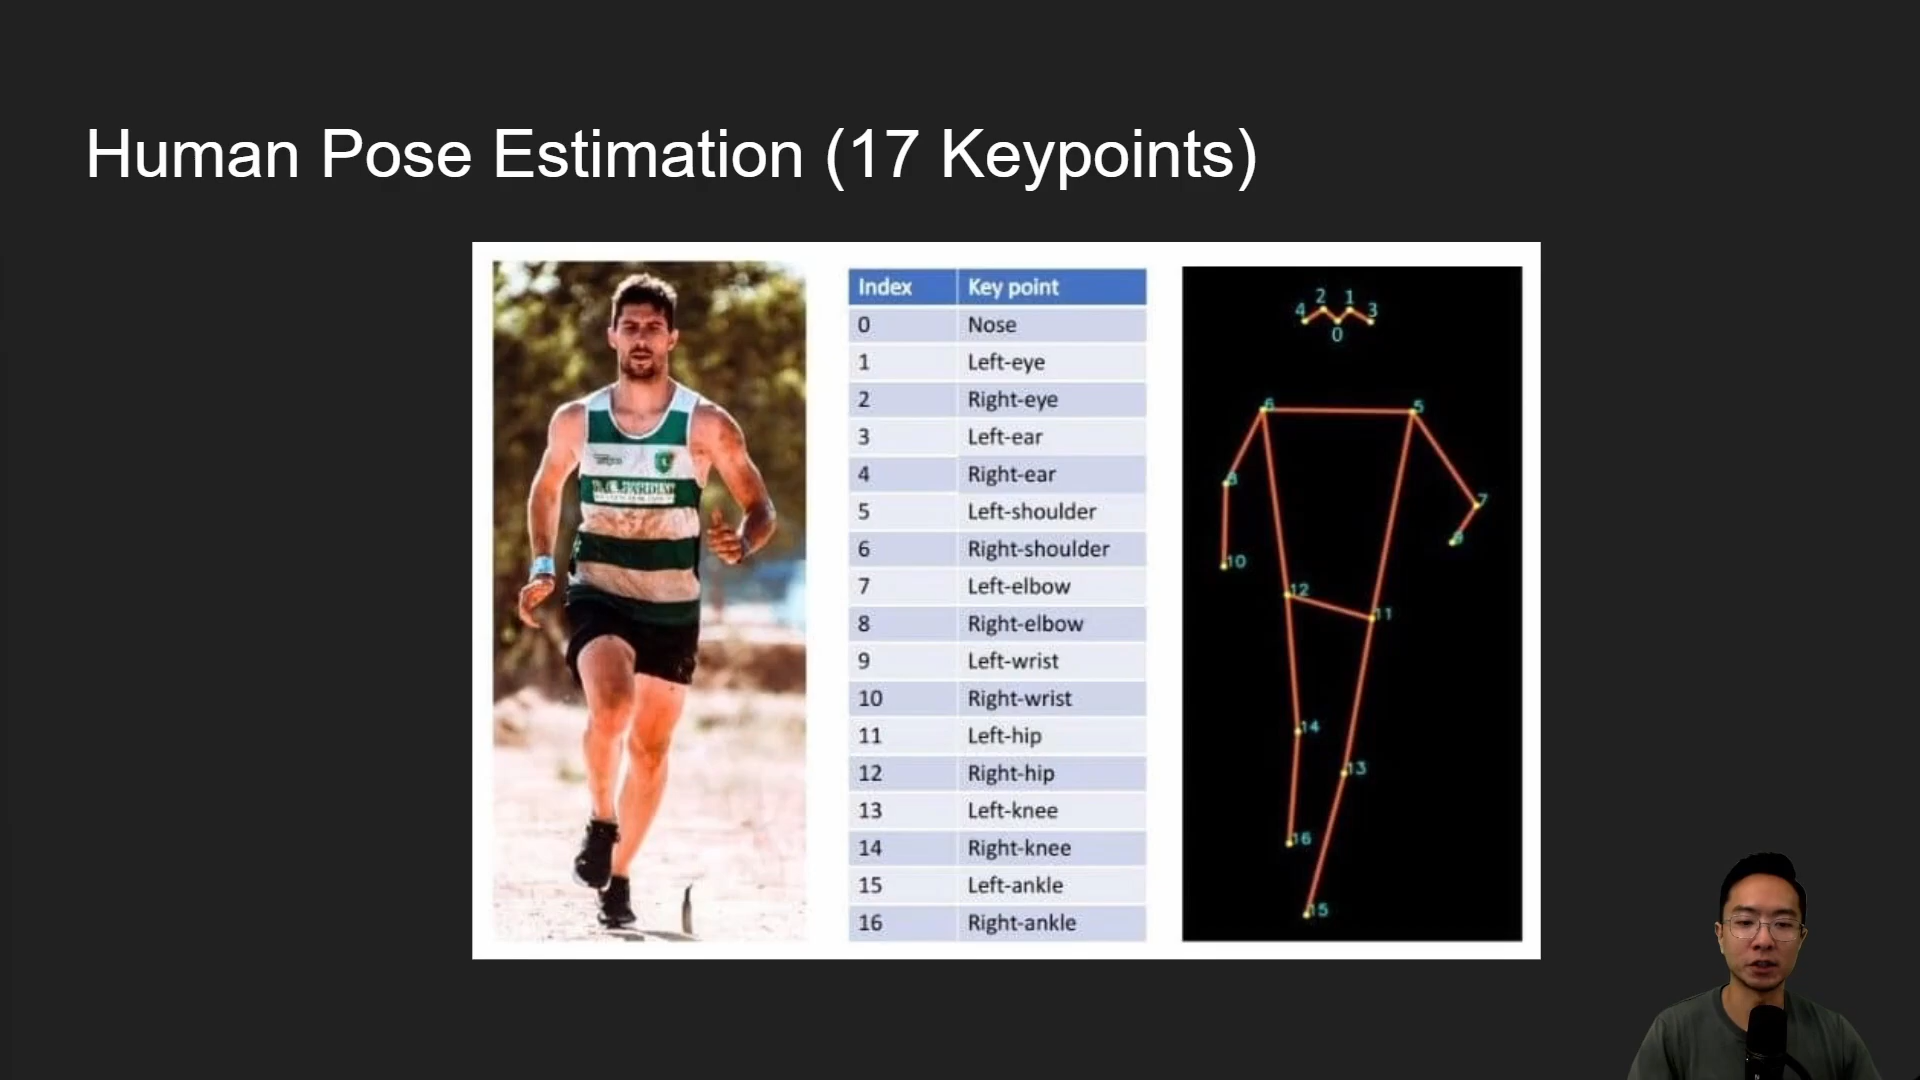 Human Pose Estimation (17 Keypoints)
Index Key point
0 Nose
1 Left-eye
2 Right-eye
3 Left-ear
4 Right-ear
5 Left-shoulder
6 Right-shoulder
7 Left-elbow
8 Right-elbow
9 Left-wrist
10 Right-wrist
11 Left-hip
12 Right-hip
13 Left-knee
14 Right-knee
15 Left-ankle
16 Right-ankle
2 1
4 3
0
6 5
8 7
9
10
12 11
14
13
16
15